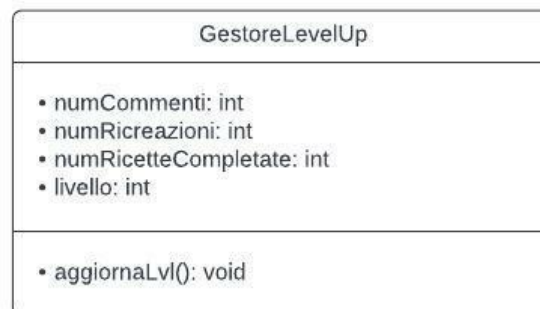 GestoreLevelUp
• numCommenti: int
• numRicreazioni: int
• numRicetteCompletate: int
• livello: int
• aggiornaLvl(): void